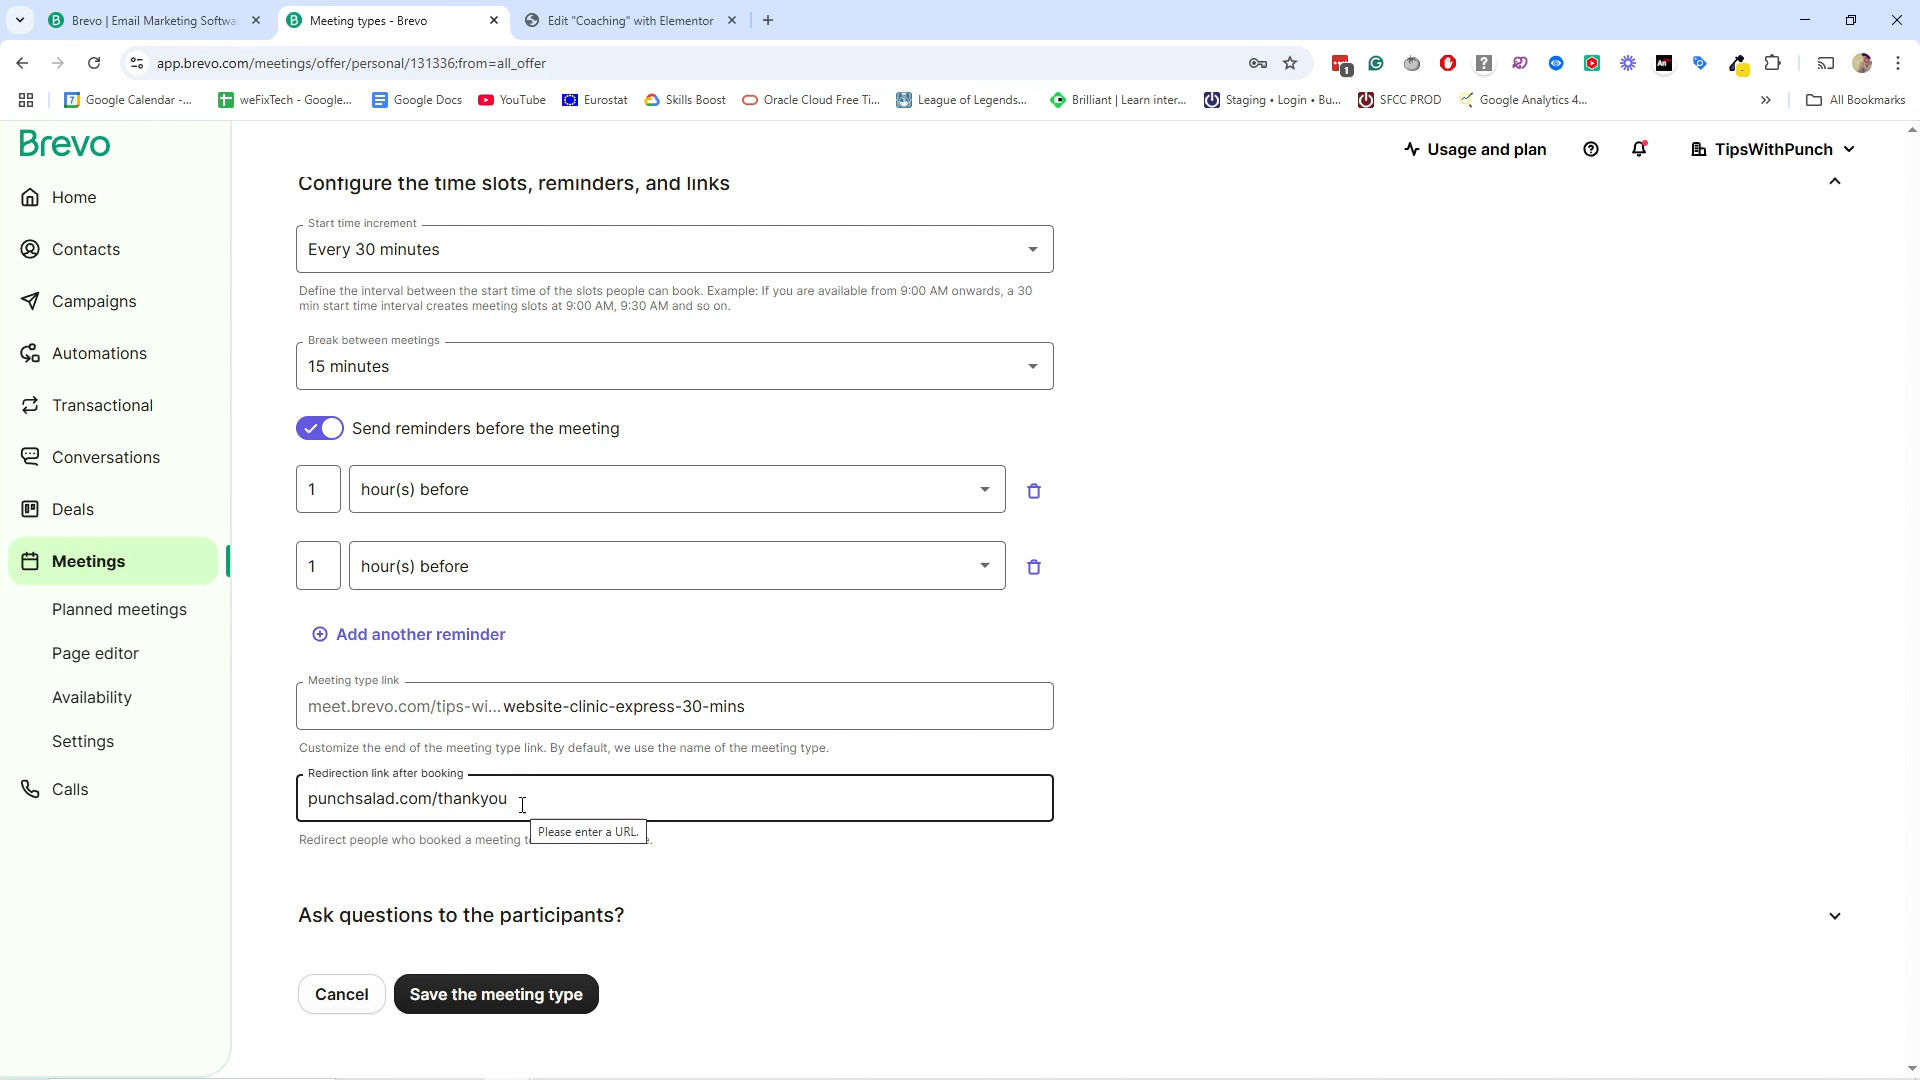 Brevo | Email Marketing Softwa
Meeting types - Brevo
Edit "Coaching" with Elementor
app.brevo.com/meetings/offer/personal/131336;from=all_offer
Google Calendar -...
weFixTech - Google...
Google Docs
YouTube
Eurostat
Skills Boost
Oracle Cloud Free Ti...
League of Legends...
Brilliant | Learn inter...
Staging • Login • Bu...
SFCC PROD
Google Analytics 4...
All Bookmarks
Brevo
Usage and plan
TipsWithPunch
Home
Contacts
Campaigns
Automations
Transactional
Conversations
Deals
Meetings
Planned meetings
Page editor
Availability
Settings
Calls
Configure the time slots, reminders, and links
Start time increment
Every 30 minutes
Define the interval between the start time of the slots people can book. Example: If you are available from 9:00 AM onwards, a 30
min start time interval creates meeting slots at 9:00 AM, 9:30 AM and so on.
Break between meetings
15 minutes
Send reminders before the meeting
1 hour(s) before
1 hour(s) before
Add another reminder
Meeting type link
meet.brevo.com/tips-wi... website-clinic-express-30-mins
Customize the end of the meeting type link. By default, we use the name of the meeting type.
Redirection link after booking
punchsalad.com/thankyou
Please enter a URL.
Redirect people who booked a meeting
Ask questions to the participants?
Cancel
Save the meeting type